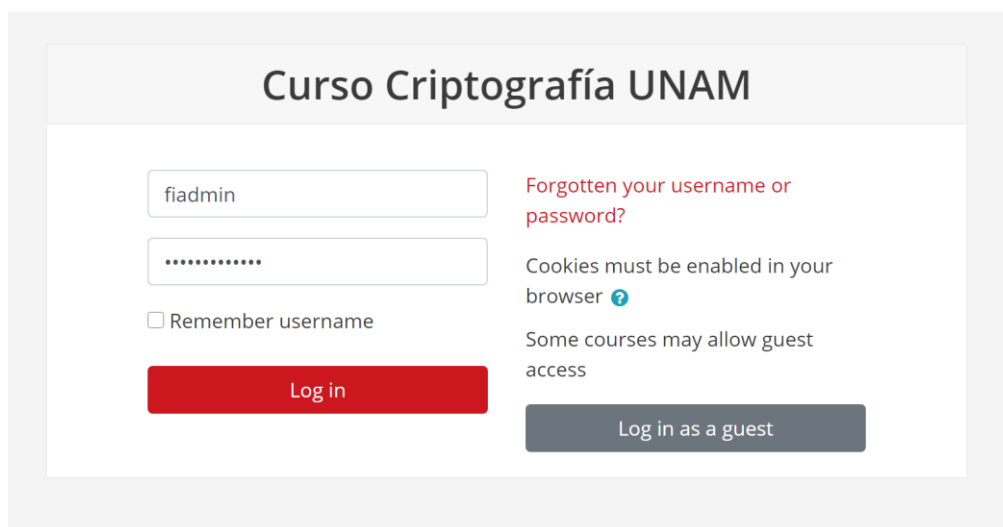 Curso Criptografía UNAM
fiadmin
•••••••••••••
Remember username
Log in
Forgotten your username or
password?
Cookies must be enabled in your
browser ?
Some courses may allow guest
access
Log in as a guest